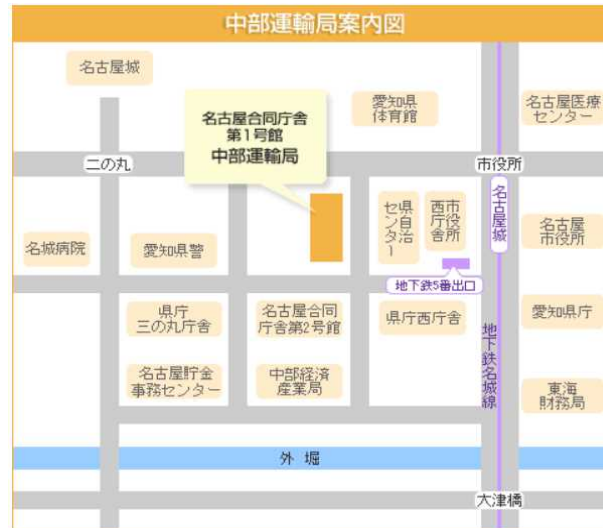 中部運輸局案内図
名古屋城
名古屋合同庁舎
第1号館
中部運輸局
愛知県
体育館
名古屋医療
センター
二の丸
市役所
名城病院
愛知県警
県自治
センター
西庁舎
市役所
名古屋城
名古屋
市役所
地下鉄5番出口
県庁
三の丸庁舎
名古屋合同
庁舎第2号館
県庁西庁舎
愛知県庁
地下鉄名城線
名古屋貯金
事務センター
中部経済
産業局
東海
財務局
外 堀
大津橋